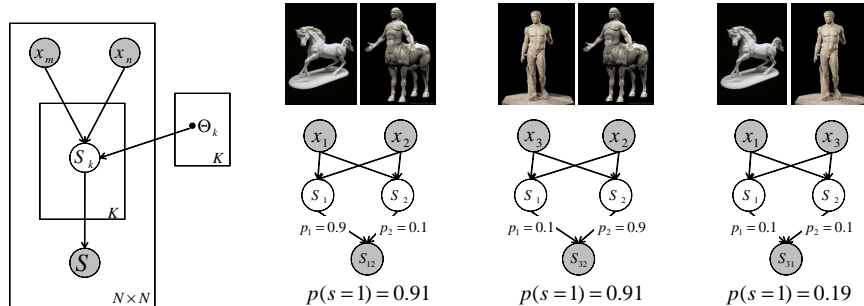 x_m x_n
Θ_k
S_k K
K
S
N × N
x_1 x_2
S_1 S_2
p_1 = 0.9 p_2 = 0.1
S_12
p(s = 1) = 0.91
x_3 x_2
S_1 S_2
p_1 = 0.1 p_2 = 0.9
S_32
p(s = 1) = 0.91
x_1 x_3
S_1 S_2
p_1 = 0.1 p_2 = 0.1
S_31
p(s = 1) = 0.19